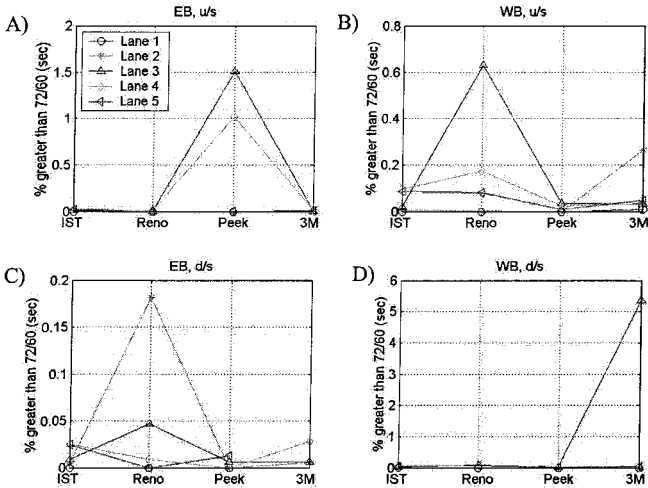 A)
EB, u/s
% greater than 72/60 (sec)
2
1.5
1
0.5
0
Lane 1
Lane 2
Lane 3
Lane 4
Lane 5
IST Reno Peek 3M
B)
WB, u/s
% greater than 72/60 (sec)
0.8
0.6
0.4
0.2
0
IST Reno Peek 3M
C)
EB, d/s
% greater than 72/60 (sec)
0.2
0.15
0.1
0.05
0
IST Reno Peek 3M
D)
WB, d/s
% greater than 72/60 (sec)
6
5
4
3
2
1
0
IST Reno Peek 3M